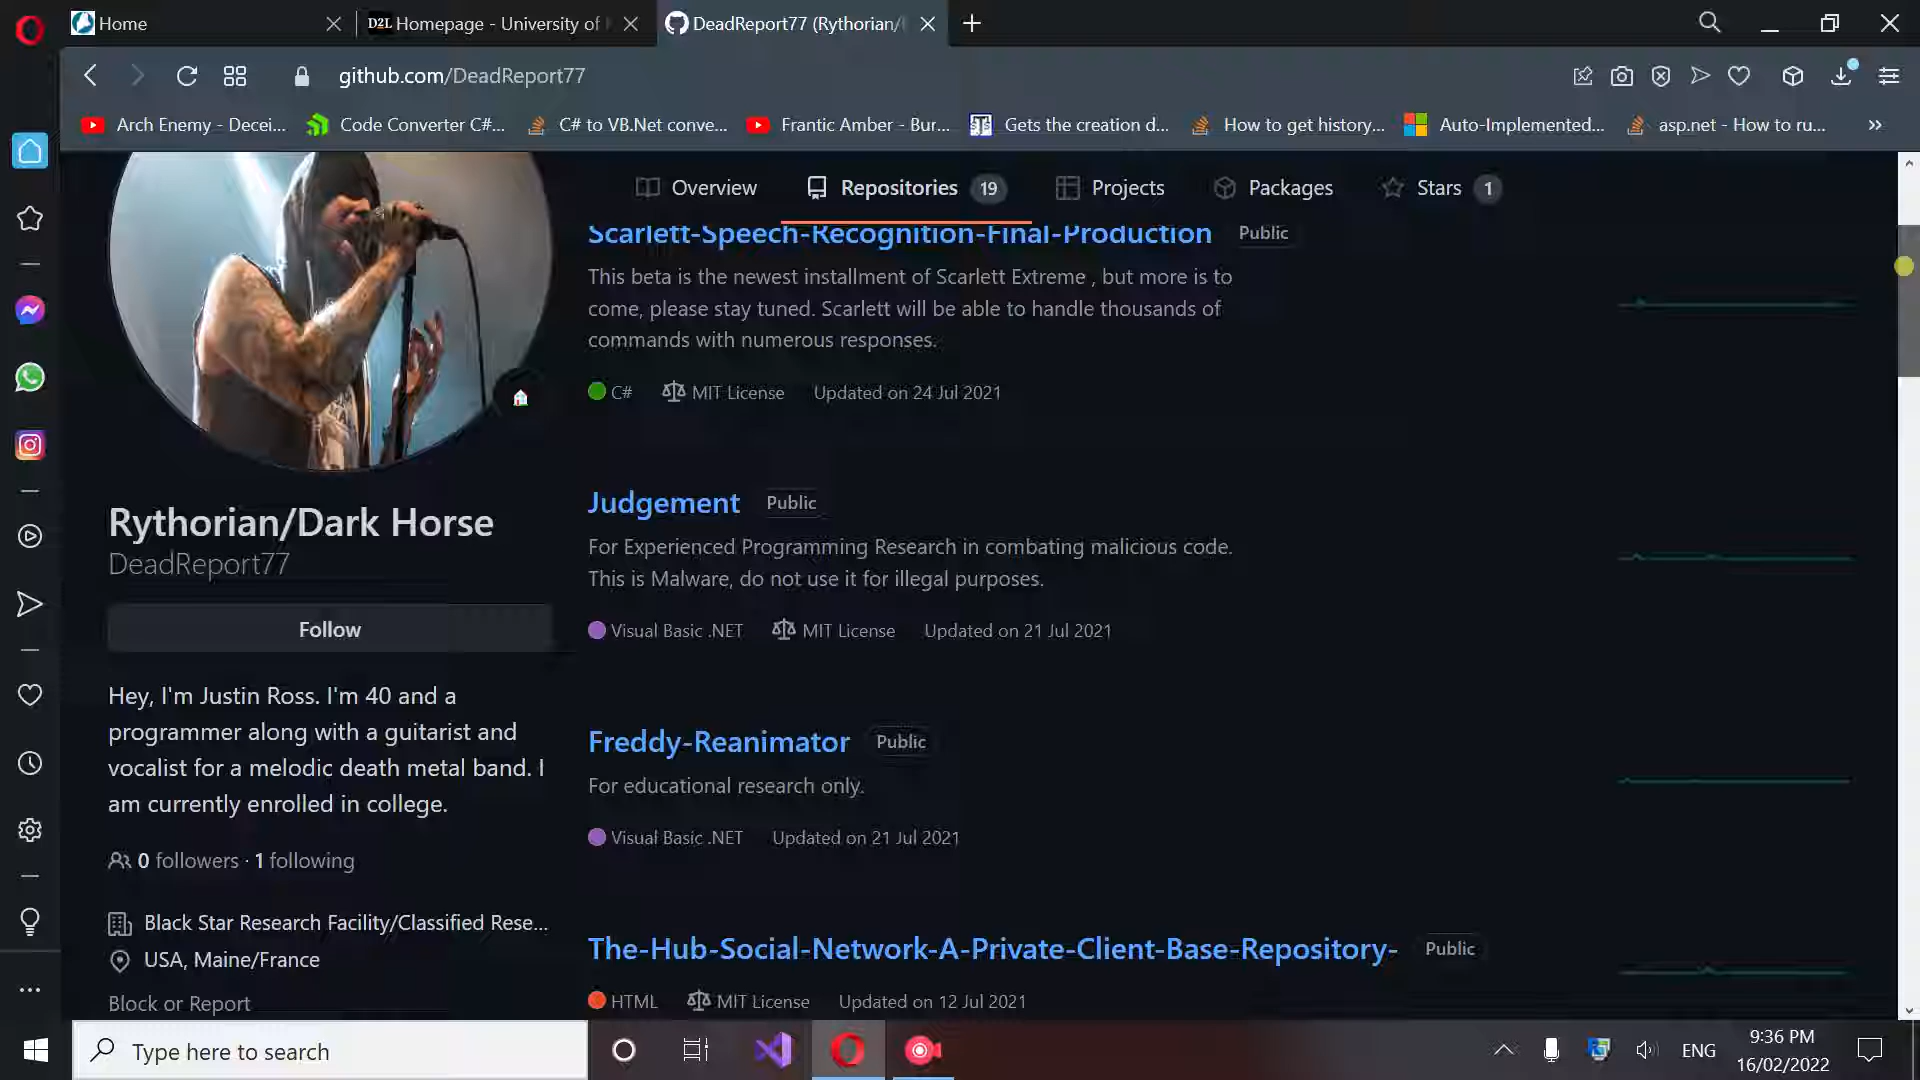 Home
D2L Homepage - University of
DeadReport77 (Rythorian/
github.com/DeadReport77
Arch Enemy - Decei...
Code Converter C#...
C# to VB.Net conve...
Frantic Amber - Bur...
Gets the creation d...
How to get history...
Auto-Implemented...
asp.net - How to ru...
Overview
Repositories 19
Projects
Packages
Stars 1
Scarlett-Speech-Recognition-Final-Production Public
This beta is the newest installment of Scarlett Extreme , but more is to
come, please stay tuned. Scarlett will be able to handle thousands of
commands with numerous responses.
C# MIT License Updated on 24 Jul 2021
Judgement Public
For Experienced Programming Research in combating malicious code.
This is Malware, do not use it for illegal purposes.
Visual Basic .NET MIT License Updated on 21 Jul 2021
Freddy-Reanimator Public
For educational research only.
Visual Basic .NET Updated on 21 Jul 2021
The-Hub-Social-Network-A-Private-Client-Base-Repository- Public
HTML MIT License Updated on 12 Jul 2021
Rythorian/Dark Horse
DeadReport77
Follow
Hey, I'm Justin Ross. I'm 40 and a
programmer along with a guitarist and
vocalist for a melodic death metal band. I
am currently enrolled in college.
0 followers · 1 following
Black Star Research Facility/Classified Rese...
USA, Maine/France
Block or Report
Type here to search
ENG
9:36 PM
16/02/2022